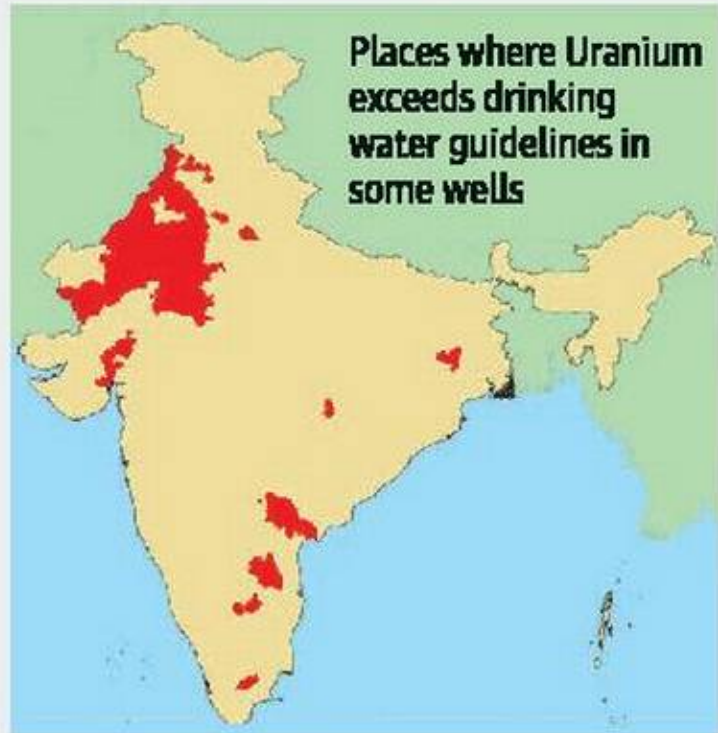 Places where Uranium
exceeds drinking
water guidelines in
some wells